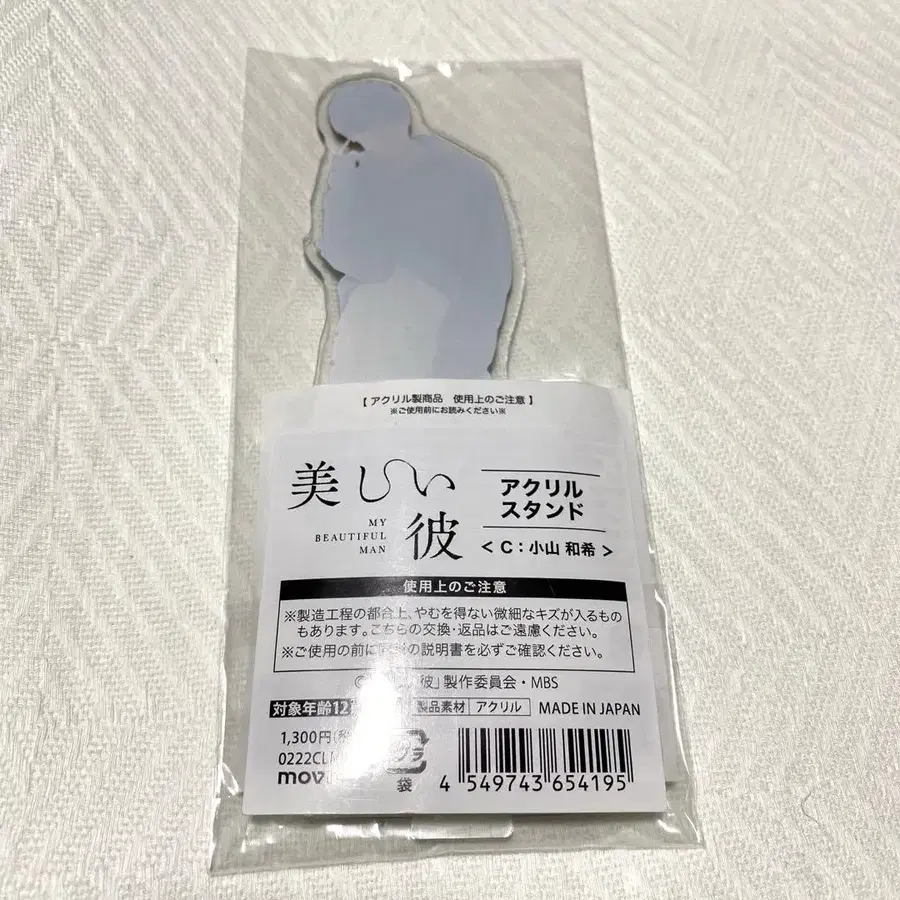 【 アクリル製商品　使用上のご注意 】
※ご使用前にお読みください※
美しい彼
MY
BEAUTIFUL
MAN
アクリル
スタンド
< C：小山 和希 >
使用上のご注意
※製造工程の都合上、やむを得ない微細なキズが入るもの
もあります。こちらの交換・返品はご遠慮ください。
※ご使用の前に の説明書を必ずご確認ください。
彼」製作委員会・MBS
対象年齢12 製品素材 アクリル MADE IN JAPAN
1,300円
0222CL
mov
プラ
袋
4 549743 654195